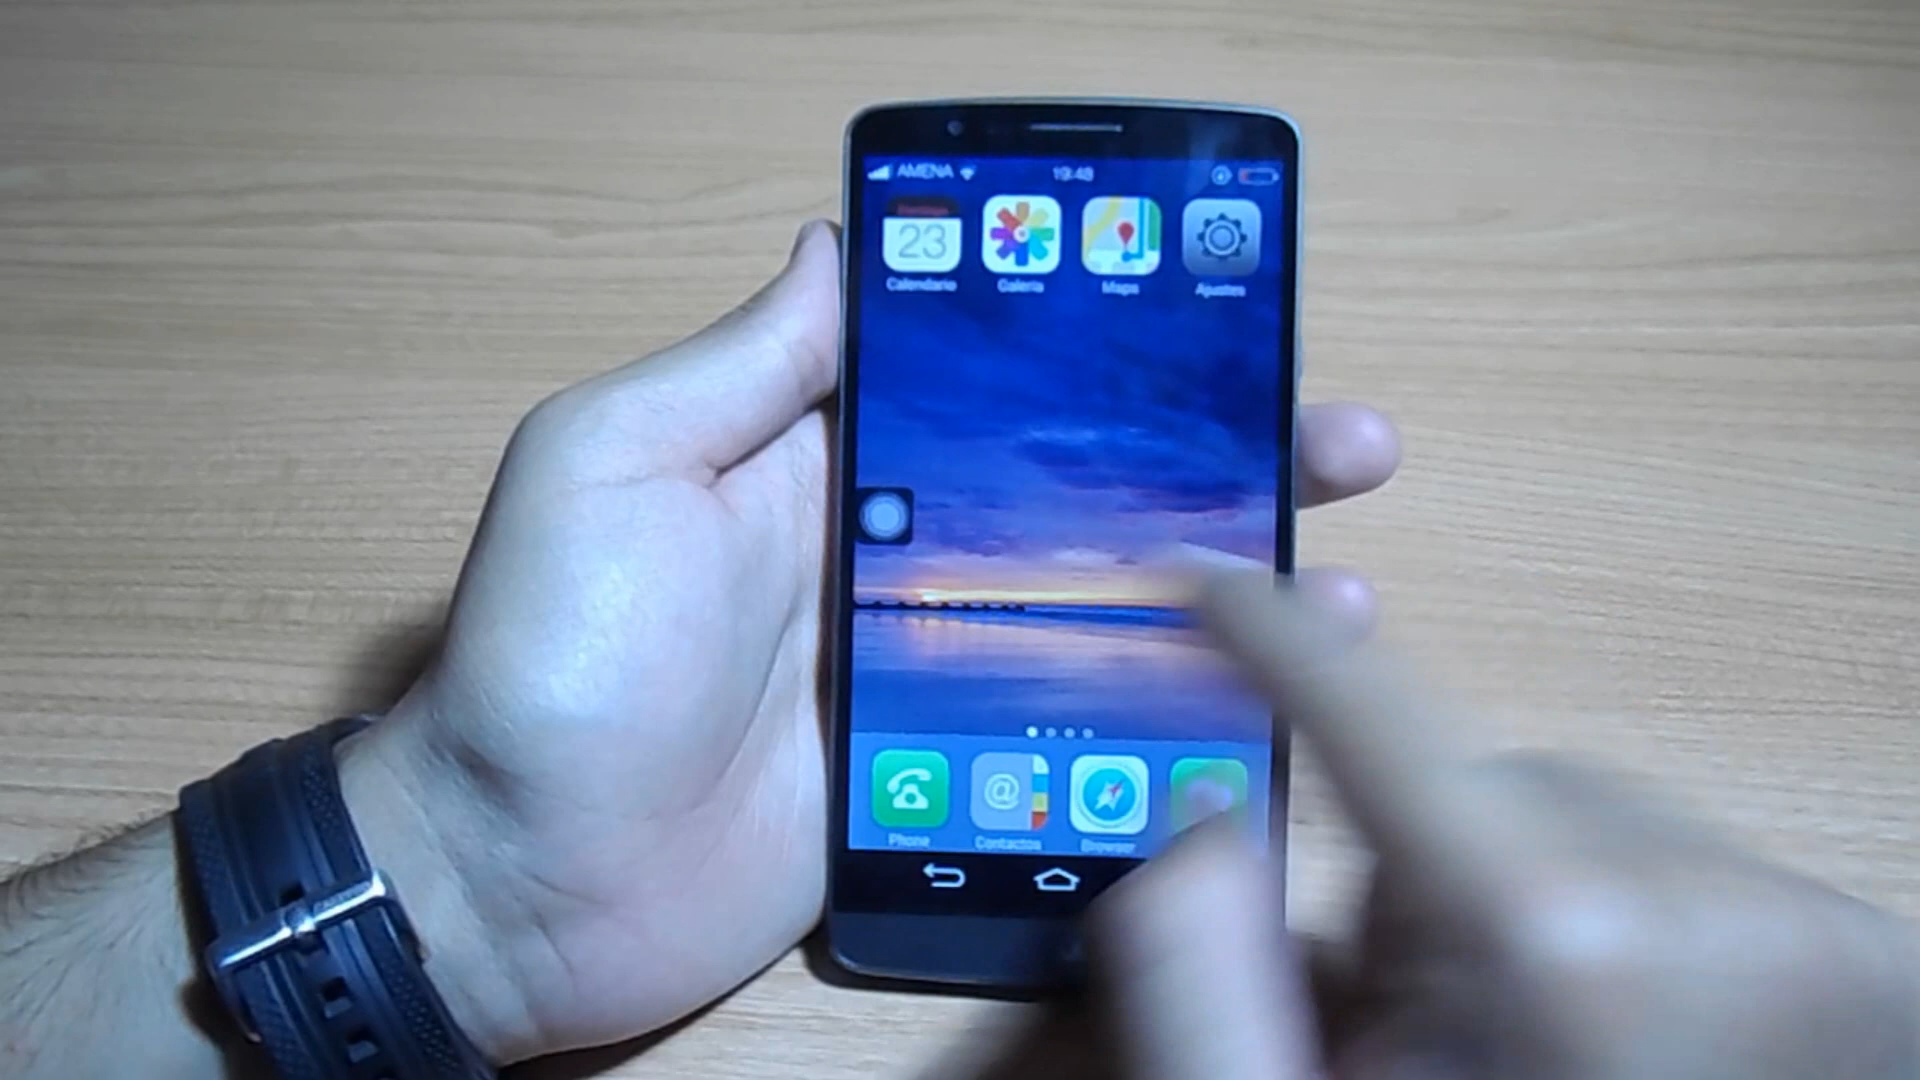 AMENA 19:48
23
Calendario Galería Maps Ajustes
@
Phone Contactos Browser